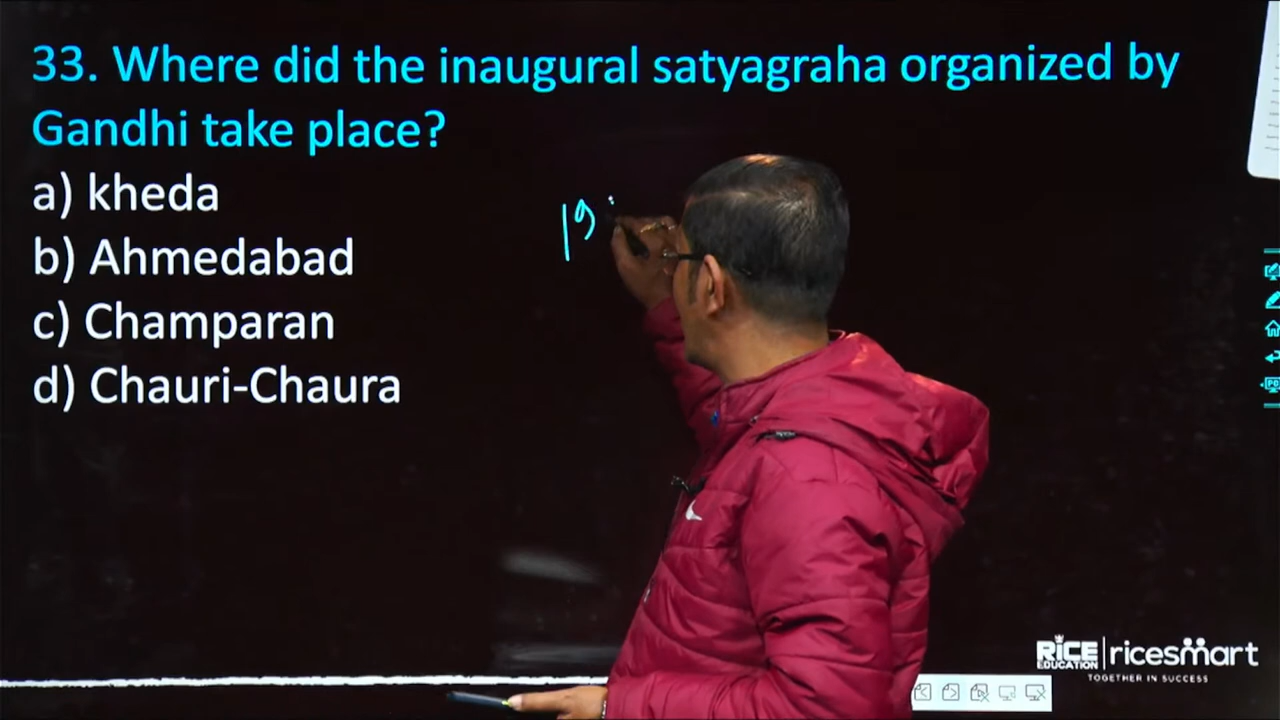 33. Where did the inaugural satyagraha organized by
Gandhi take place?
a) kheda
b) Ahmedabad
c) Champaran
d) Chauri-Chaura
19
RICE EDUCATION | ricesmart
TOGETHER IN SUCCESS